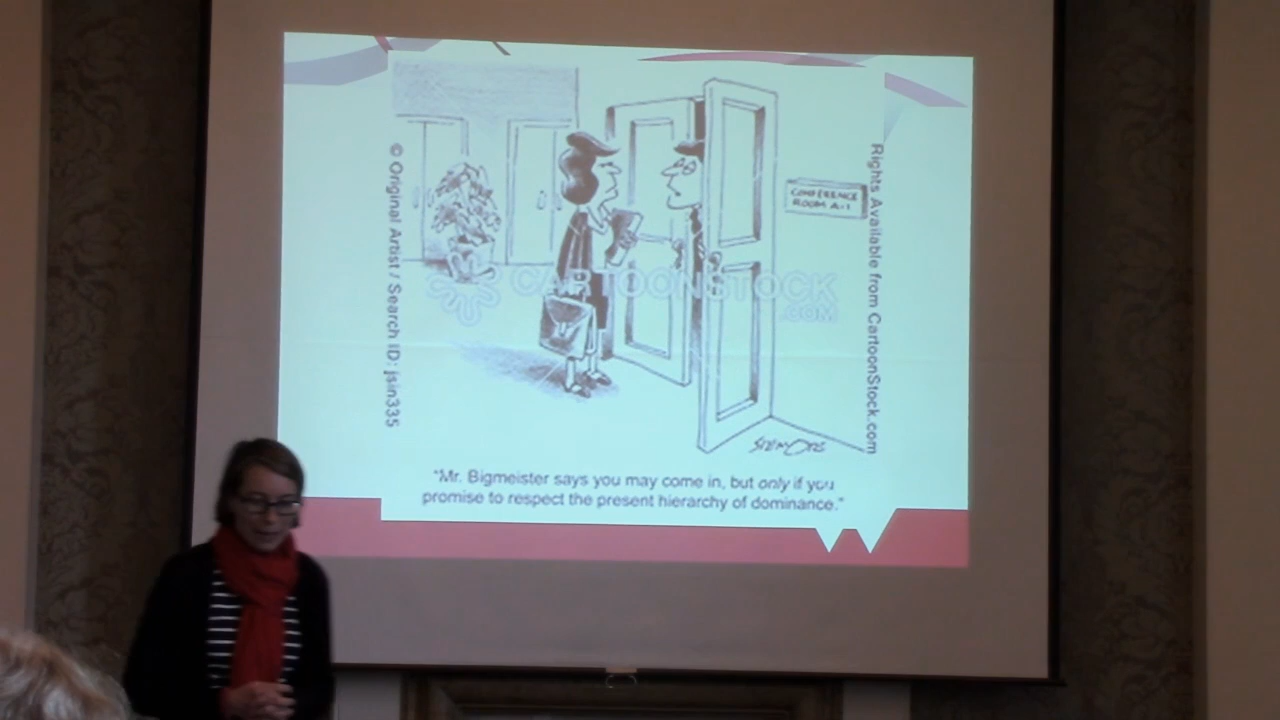 © Original Artist / Search ID: jsin335
Rights Available from CartoonStock.com
CONFERENCE
ROOM A-1
CARTOONSTOCK
.COM
"Mr. Bigmeister says you may come in, but only if you
promise to respect the present hierarchy of dominance."